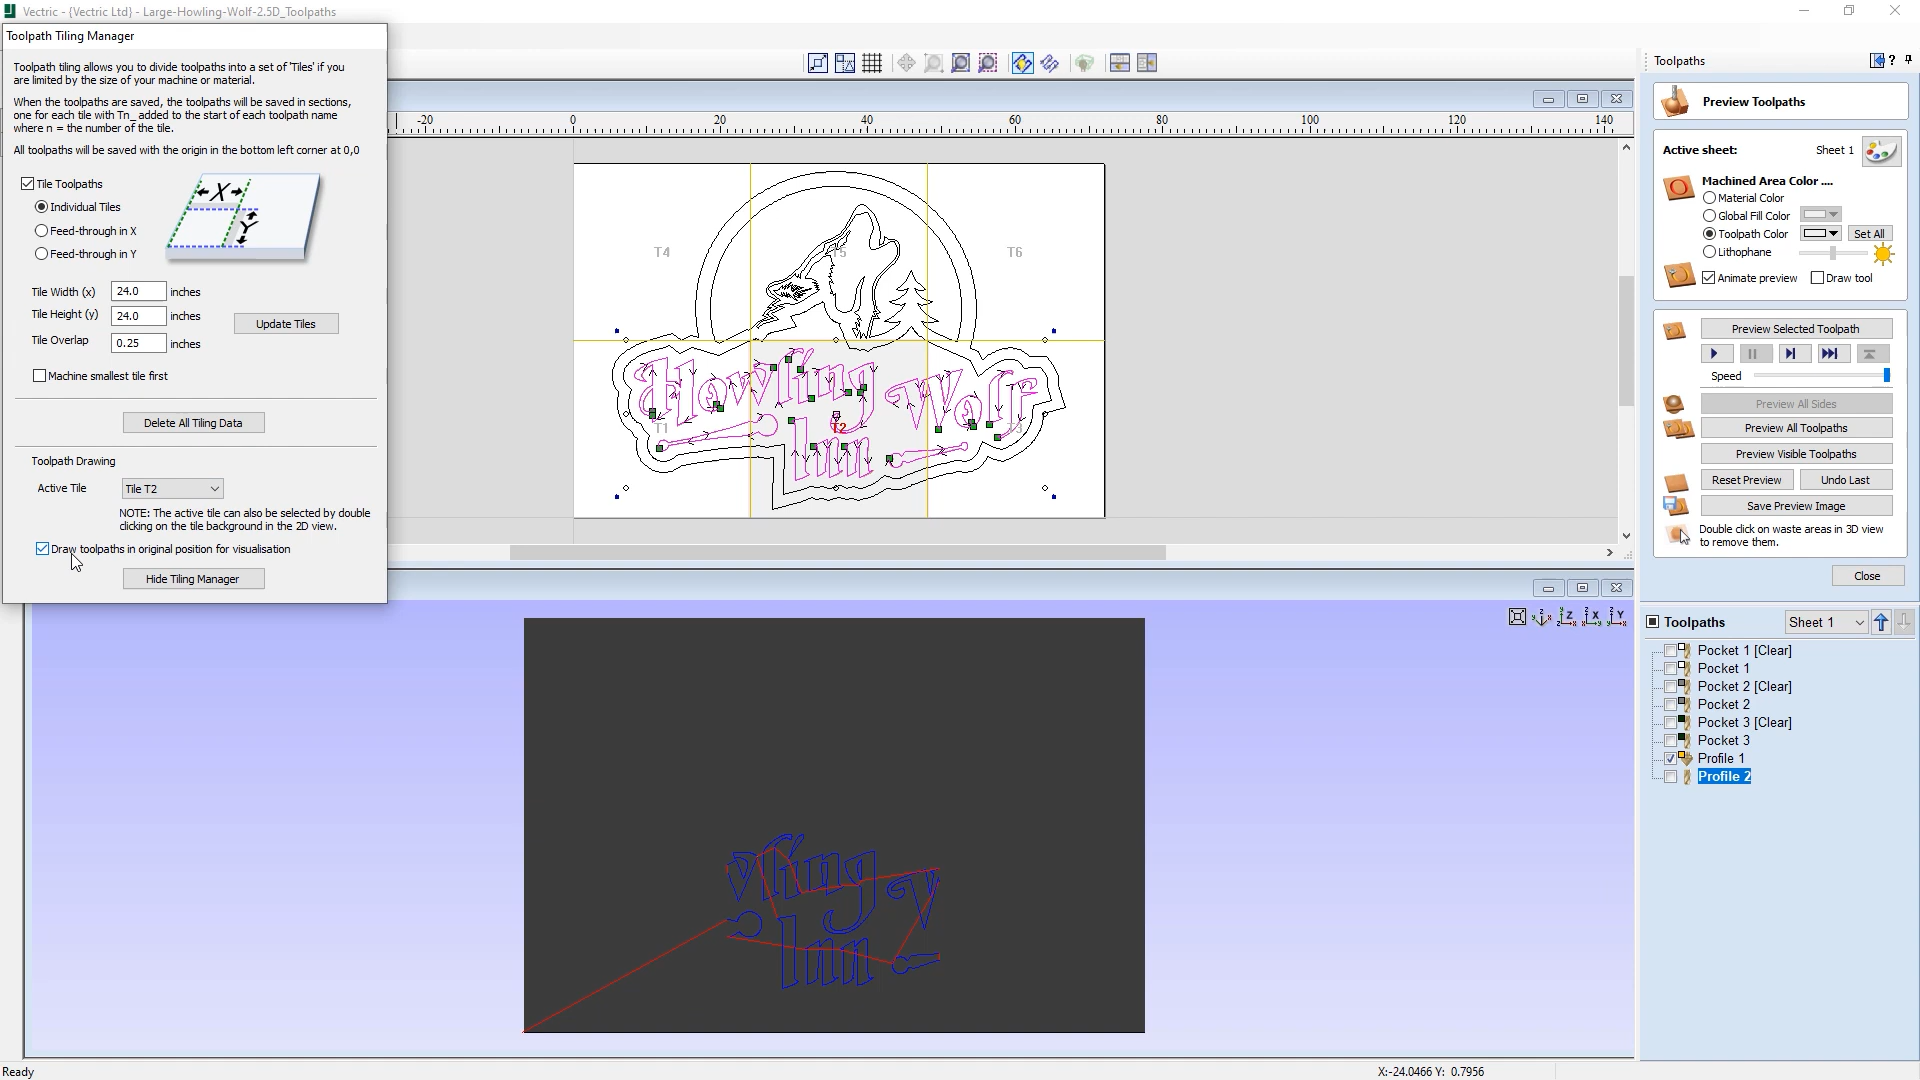 Vectric - {Vectric Ltd} - Large-Howling-Wolf-2.5D_Toolpaths
Toolpath Tiling Manager
Toolpath tiling allows you to divide toolpaths into a set of 'Tiles' if you
are limited by the size of your machine or material.
When the toolpaths are saved, the toolpaths will be saved in sections,
one for each tile with Tn_ added to the start of each toolpath name
where n = the number of the tile.
All toolpaths will be saved with the origin in the bottom left corner at 0,0
Tile Toolpaths
Individual Tiles
Feed-through in X
Feed-through in Y
X
Y
Tile Width (x) 24.0 inches
Tile Height (y) 24.0 inches
Tile Overlap 0.25 inches
Update Tiles
Machine smallest tile first
Delete All Tiling Data
Toolpath Drawing
Active Tile Tile T2
NOTE: The active tile can also be selected by double
clicking on the tile background in the 2D view.
Draw toolpaths in original position for visualisation
Hide Tiling Manager
-20 0 20 40 60 80 100 120 140
T4 T5 T6
Howling Wolf
T1 T2 T3
Inn
wling W
Inn
Toolpaths
Preview Toolpaths
Active sheet: Sheet 1
Machined Area Color ....
Material Color
Global Fill Color
Toolpath Color Set All
Lithophane
Animate preview Draw tool
Preview Selected Toolpath
Speed
Preview All Sides
Preview All Toolpaths
Preview Visible Toolpaths
Reset Preview Undo Last
Save Preview Image
Double click on waste areas in 3D view
to remove them.
Close
Toolpaths Sheet 1
Pocket 1 [Clear]
Pocket 1
Pocket 2 [Clear]
Pocket 2
Pocket 3 [Clear]
Pocket 3
Profile 1
Profile 2
Ready
X:-24.0466 Y: 0.7956